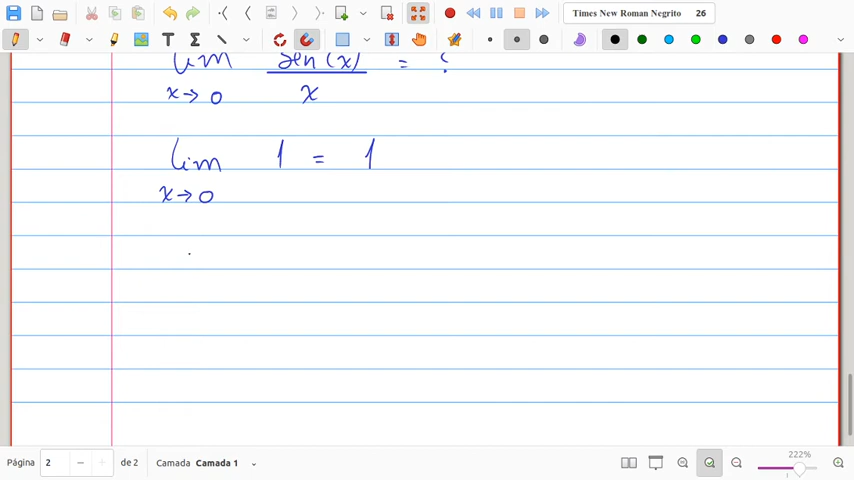 Times New Roman Negrito 26
lim sen(x) = ?
x→0 x
lim 1 = 1
x→0
Página 2 de 2 Camada Camada 1 222%